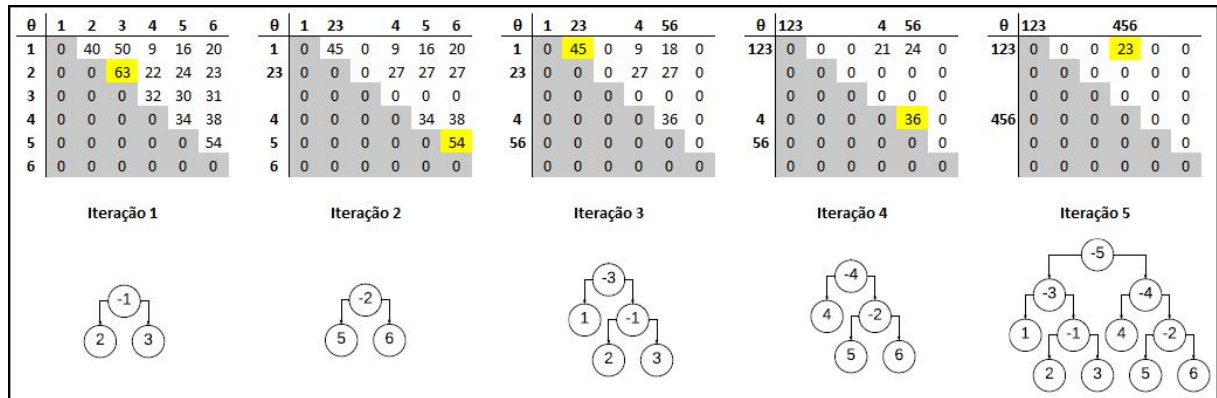 θ 1 2 3 4 5 6
1 0 40 50 9 16 20
2 0 0 63 22 24 23
3 0 0 0 32 30 31
4 0 0 0 0 34 38
5 0 0 0 0 0 54
6 0 0 0 0 0 0
Iteração 1
-1
2 3
θ 1 23 4 5 6
1 0 45 0 9 16 20
23 0 0 0 27 27 27
0 0 0 0 0 0
4 0 0 0 0 34 38
5 0 0 0 0 0 54
6 0 0 0 0 0 0
Iteração 2
-2
5 6
θ 1 23 4 56
1 0 45 0 9 18 0
23 0 0 0 27 27 0
0 0 0 0 0 0
4 0 0 0 0 36 0
56 0 0 0 0 0 0
0 0 0 0 0 0
Iteração 3
-3
1 -1
2 3
θ 123 4 56
123 0 0 0 21 24 0
0 0 0 0 0 0
0 0 0 0 0 0
4 0 0 0 0 36 0
56 0 0 0 0 0 0
0 0 0 0 0 0
Iteração 4
-4
4 -2
5 6
θ 123 456
123 0 0 0 23 0 0
0 0 0 0 0 0
0 0 0 0 0 0
456 0 0 0 0 0 0
0 0 0 0 0 0
0 0 0 0 0 0
Iteração 5
-5
-3 -4
1 -1 4 -2
2 3 5 6